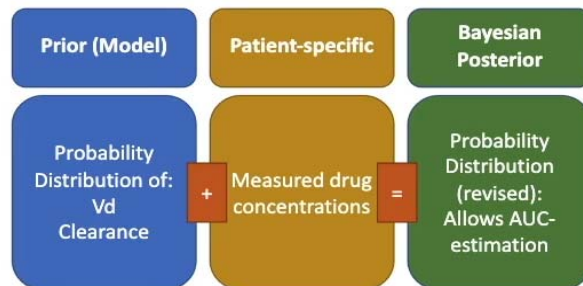 Prior (Model)
Patient-specific
Bayesian
Posterior
Probability
Distribution of:
Vd
Clearance
+
Measured drug
concentrations
=
Probability
Distribution
(revised):
Allows AUC-
estimation